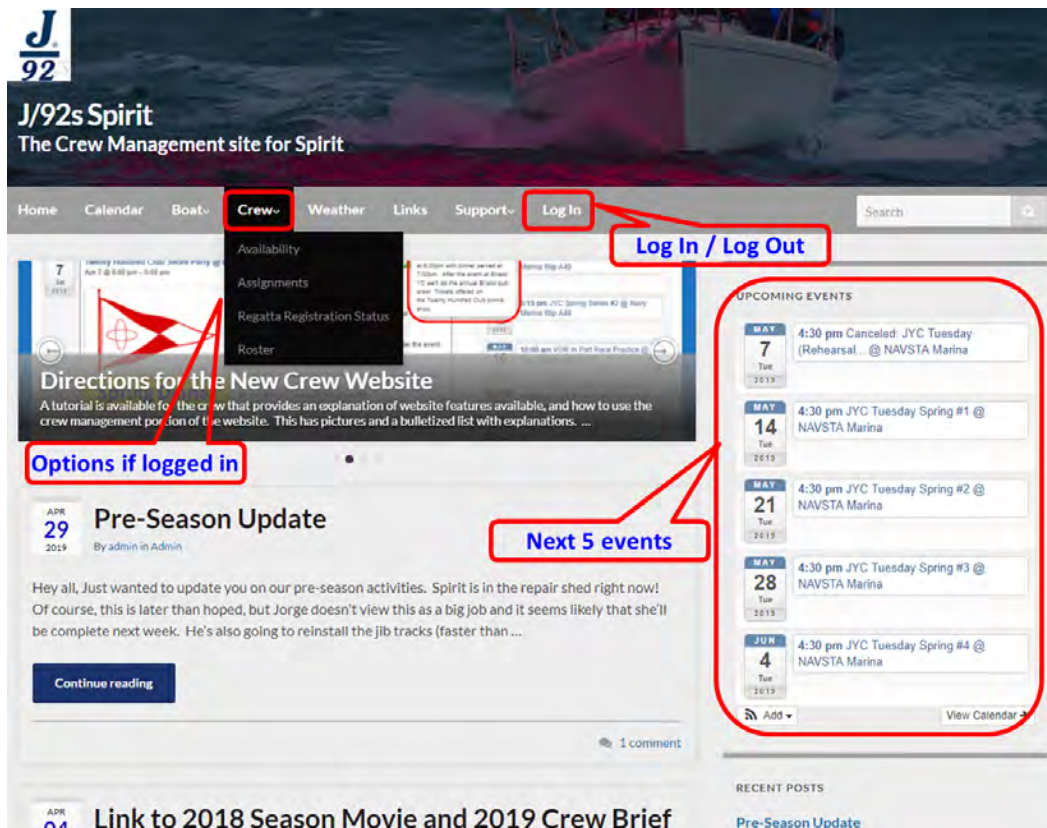 J
92
J/92s Spirit
The Crew Management site for Spirit
Home Calendar Boat Crew Weather Links Support Log In Search
Log In / Log Out
Availability
Assignments
Regatta Registration Status
Roster
7
Directions for the New Crew Website
A tutorial is available for the crew that provides an explanation of website features available, and how to use the
crew management portion of the website. This has pictures and a bulletized list with explanations. ...
Options if logged in
APR
29
2019
Pre-Season Update
By admin in Admin
Hey all, Just wanted to update you on our pre-season activities. Spirit is in the repair shed right now!
Of course, this is later than hoped, but Jorge doesn't view this as a big job and it seems likely that she'll
be complete next week. He's also going to reinstall the jib tracks (faster than ...
Continue reading
1 comment
APR
Link to 2018 Season Movie and 2019 Crew Brief
UPCOMING EVENTS
MAY
7
Tue
2019
4:30 pm Canceled: JYC Tuesday
(Rehearsal... @ NAVSTA Marina
MAY
14
Tue
2019
4:30 pm JYC Tuesday Spring #1 @
NAVSTA Marina
MAY
21
Tue
2019
4:30 pm JYC Tuesday Spring #2 @
NAVSTA Marina
Next 5 events
MAY
28
Tue
2019
4:30 pm JYC Tuesday Spring #3 @
NAVSTA Marina
JUN
4
Tue
2019
4:30 pm JYC Tuesday Spring #4 @
NAVSTA Marina
Add
View Calendar
RECENT POSTS
Pre-Season Update